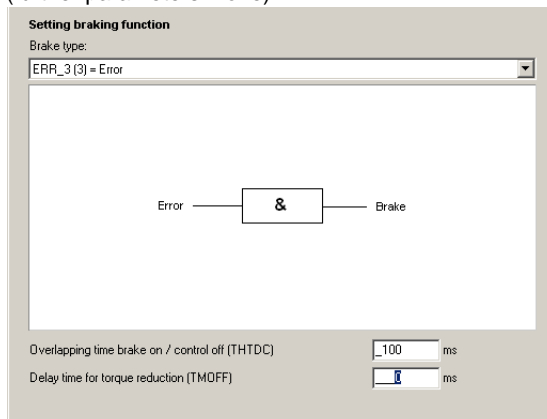 Setting braking function
Brake type:
ERR_3 (3) = Error
Error & Brake
Overlapping time brake on / control off (THTDC) _100 ms
Delay time for torque reduction (TMOFF) ___0 ms